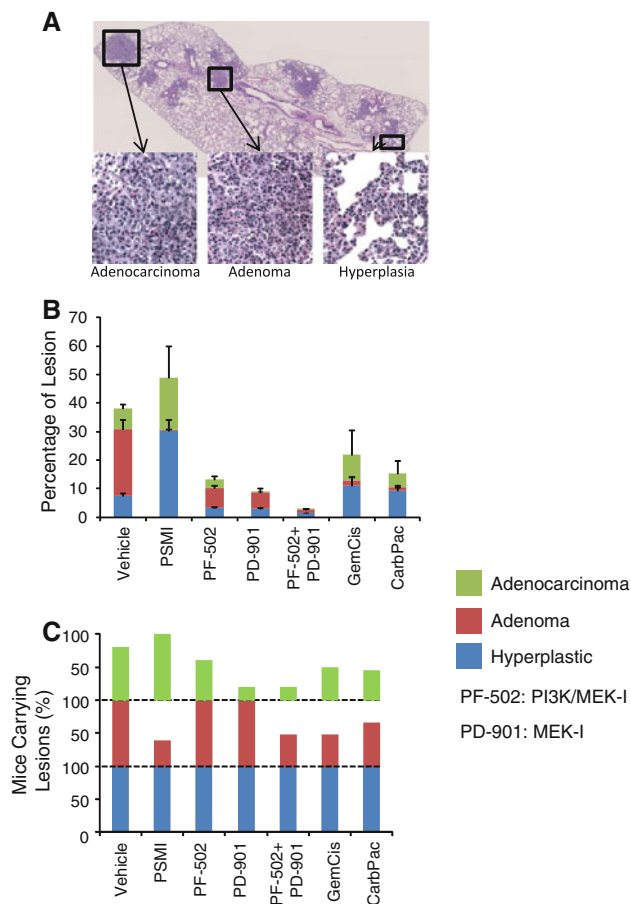 A
Adenocarcinoma Adenoma Hyperplasia
B
Percentage of Lesion
70
60
50
40
30
20
10
0
Vehicle
PSMI
PF-502
PD-901
PF-502+
PD-901
GemCis
CarbPac
Adenocarcinoma
Adenoma
Hyperplastic
PF-502: PI3K/MEK-I
PD-901: MEK-I
C
Mice Carrying
Lesions (%)
100
50
100
50
100
50
0
Vehicle
PSMI
PF-502
PD-901
PF-502+
PD-901
GemCis
CarbPac